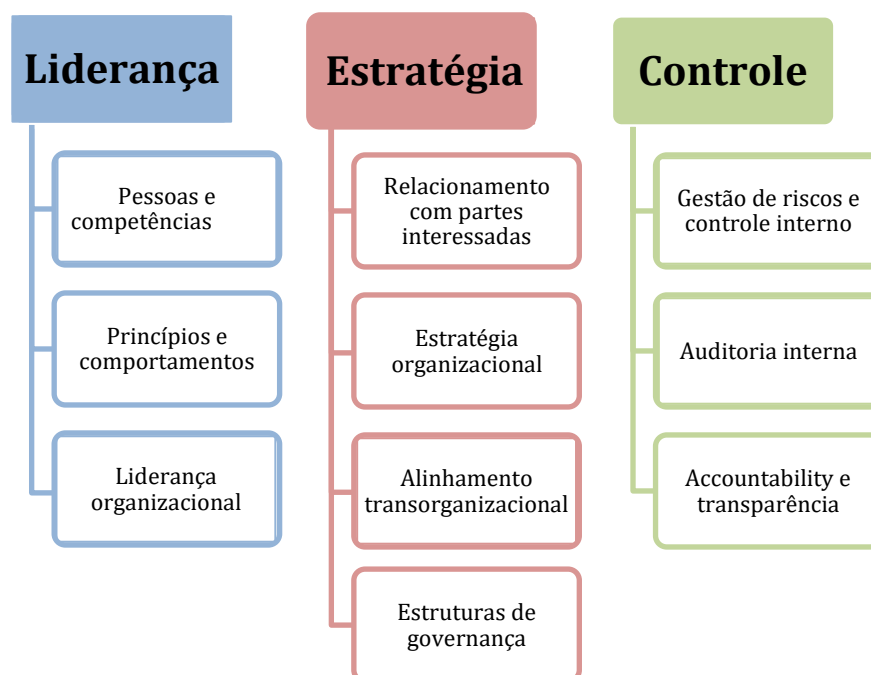 Liderança
Pessoas e
competências
Princípios e
comportamentos
Liderança
organizacional
Estratégia
Relacionamento
com partes
interessadas
Estratégia
organizacional
Alinhamento
transorganizacional
Estruturas de
governança
Controle
Gestão de riscos e
controle interno
Auditoria interna
Accountability e
transparência